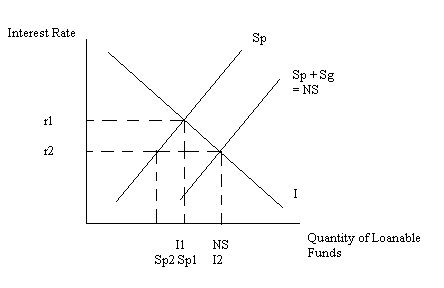 Interest Rate
Sp
Sp + Sg
= NS
r1
r2
I
I1 NS
Sp2 Sp1 I2
Quantity of Loanable
Funds